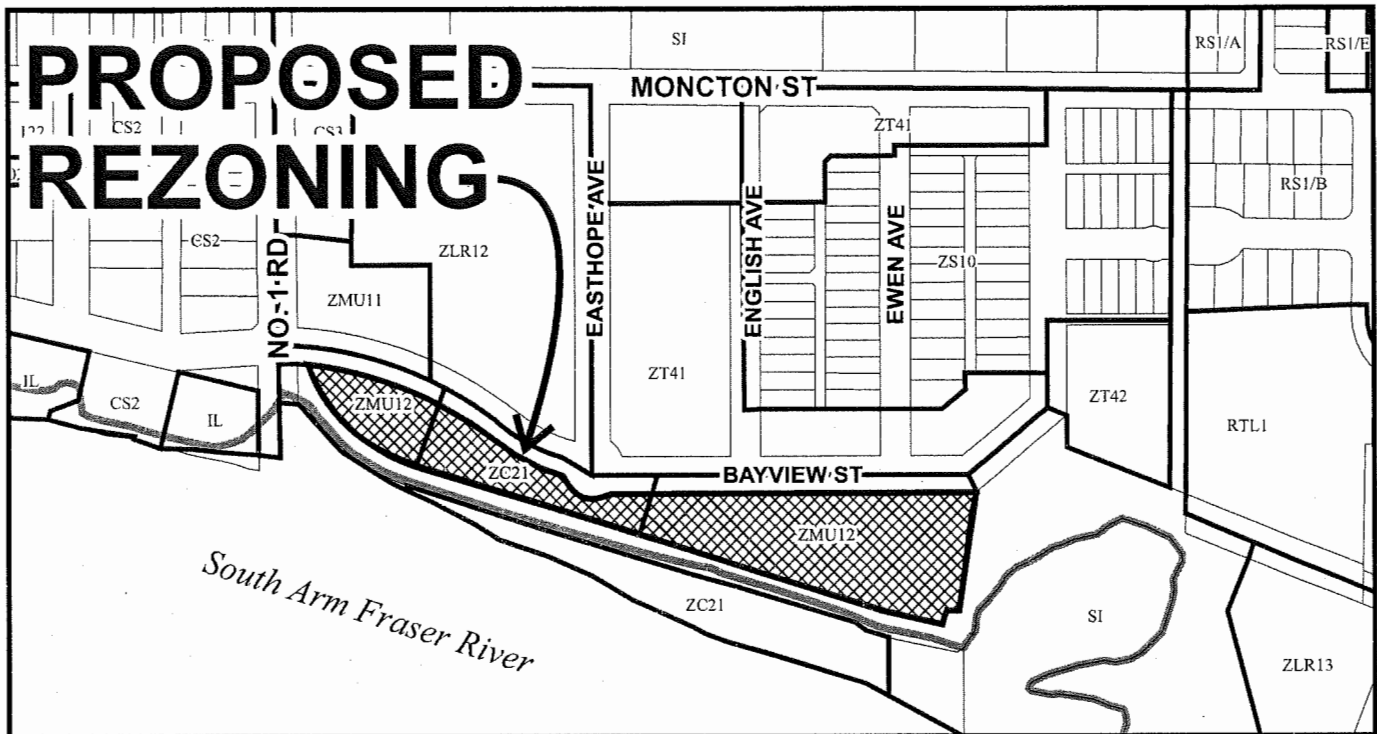 PROPOSED
REZONING
SI
RS1/A
RS1/E
MONCTON ST
CS2
CS3
ZT41
RS1/B
CS2
NO. 1 RD
ZLR12
EASTHOPE AVE
ENGLISH AVE
EWEN AVE
ZS10
ZMU11
IL
CS2
IL
ZMU12
ZC21
ZT41
ZT42
RTL1
BAYVIEW ST
ZMU12
South Arm Fraser River
ZC21
SI
ZLR13